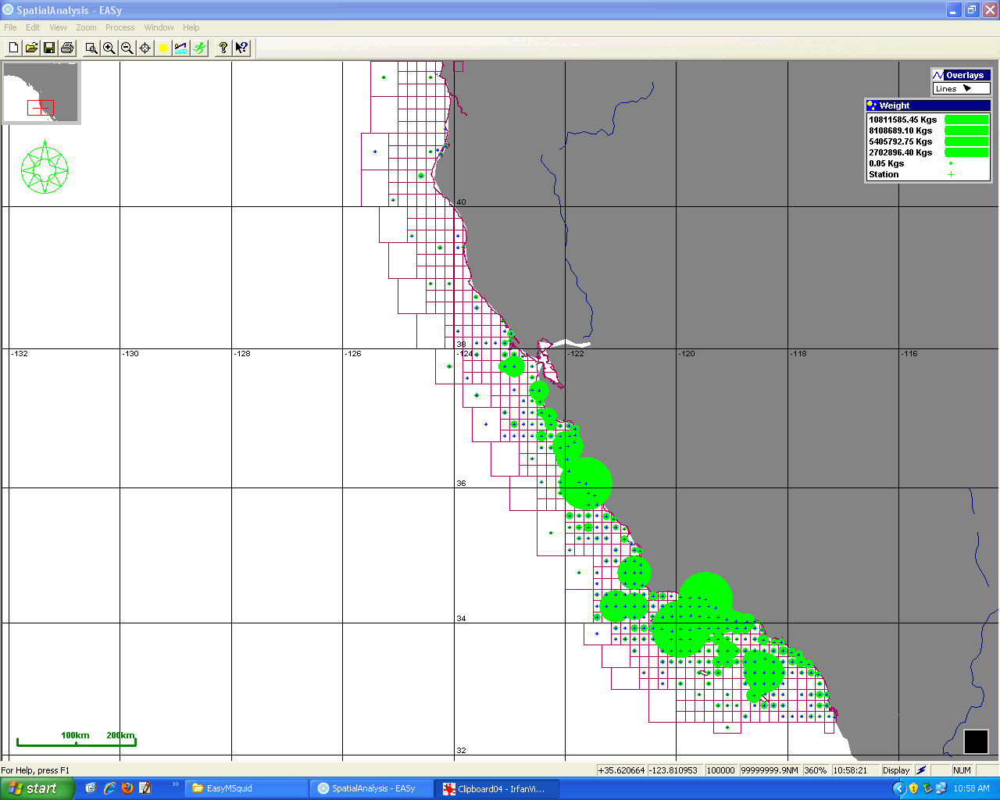 SpatialAnalysis - EASy
File Edit View Zoom Process Window Help
Overlays
Lines
Weight
10811585.45 Kgs
8108689.10 Kgs
5405792.75 Kgs
2702896.40 Kgs
0.05 Kgs
Station
40
38
-132 -130 -128 -126 -124 -122 -120 -118 -116
36
34
100km 200km
32
For Help, press F1 +35.620664 -123.810953 100000 99999999.9NM 360% 10:58:21 Display NUM
start EasyMSquid SpatialAnalysis - EASy Clipboard04 - IrfanVi... 10:58 AM